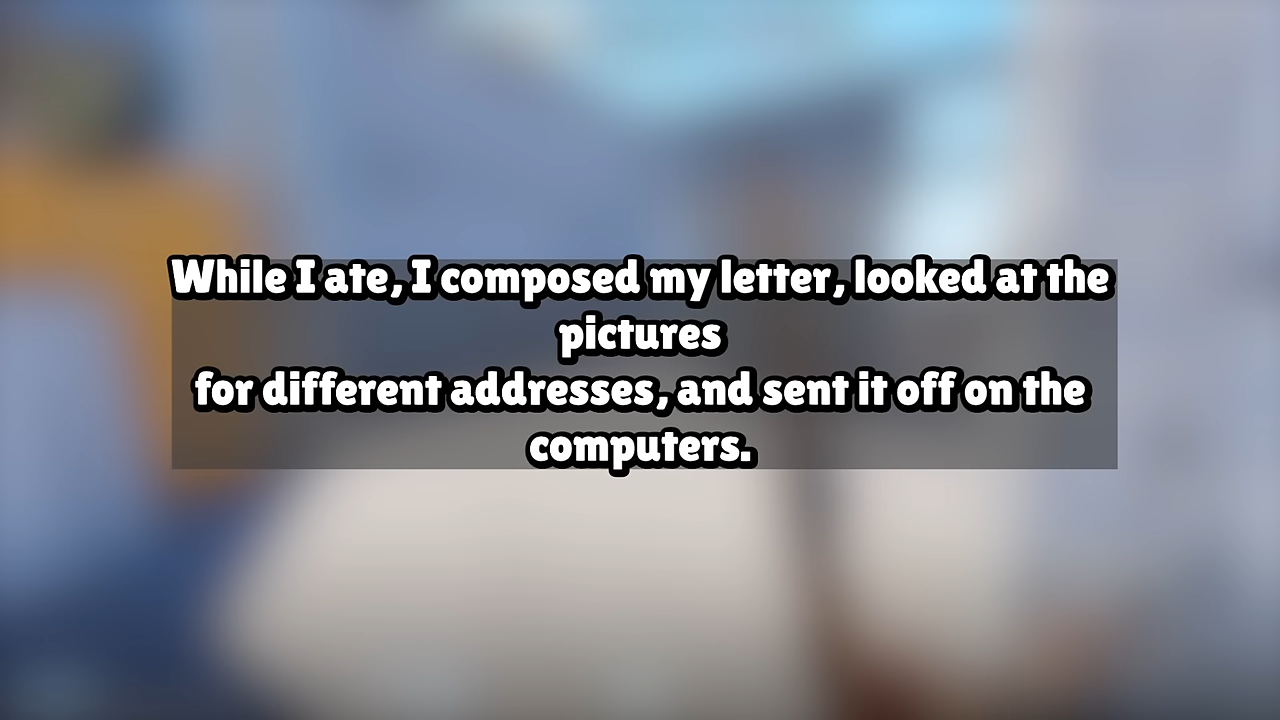 While I ate, I composed my letter, looked at the
pictures
for different addresses, and sent it off on the
computers.